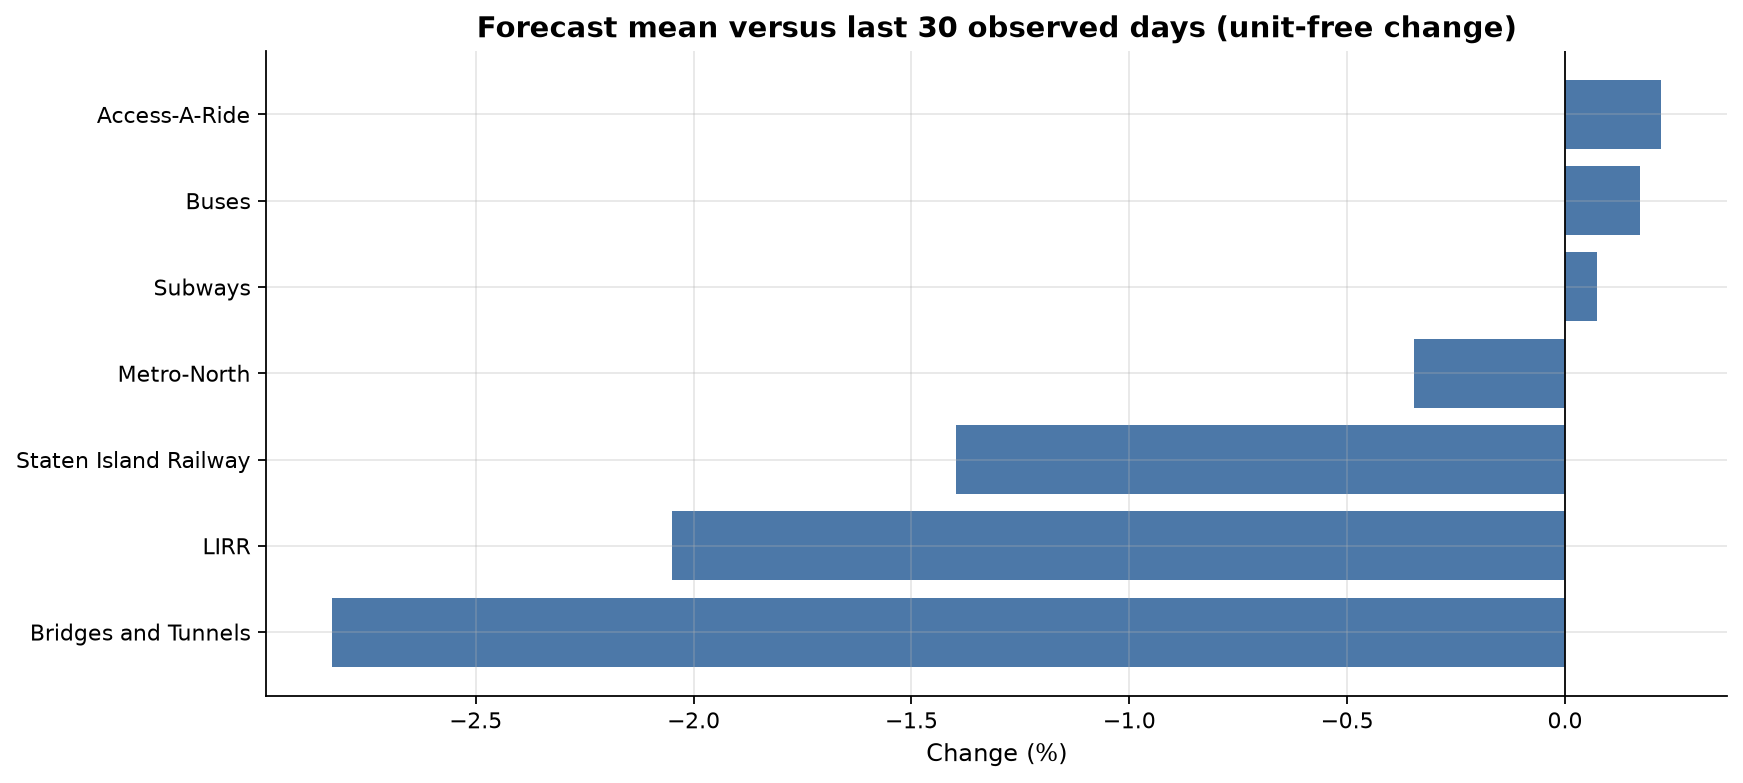 Forecast mean versus last 30 observed days (unit-free change)
Access-A-Ride
Buses
Subways
Metro-North
Staten Island Railway
LIRR
Bridges and Tunnels
−2.5 −2.0 −1.5 −1.0 −0.5 0.0
Change (%)